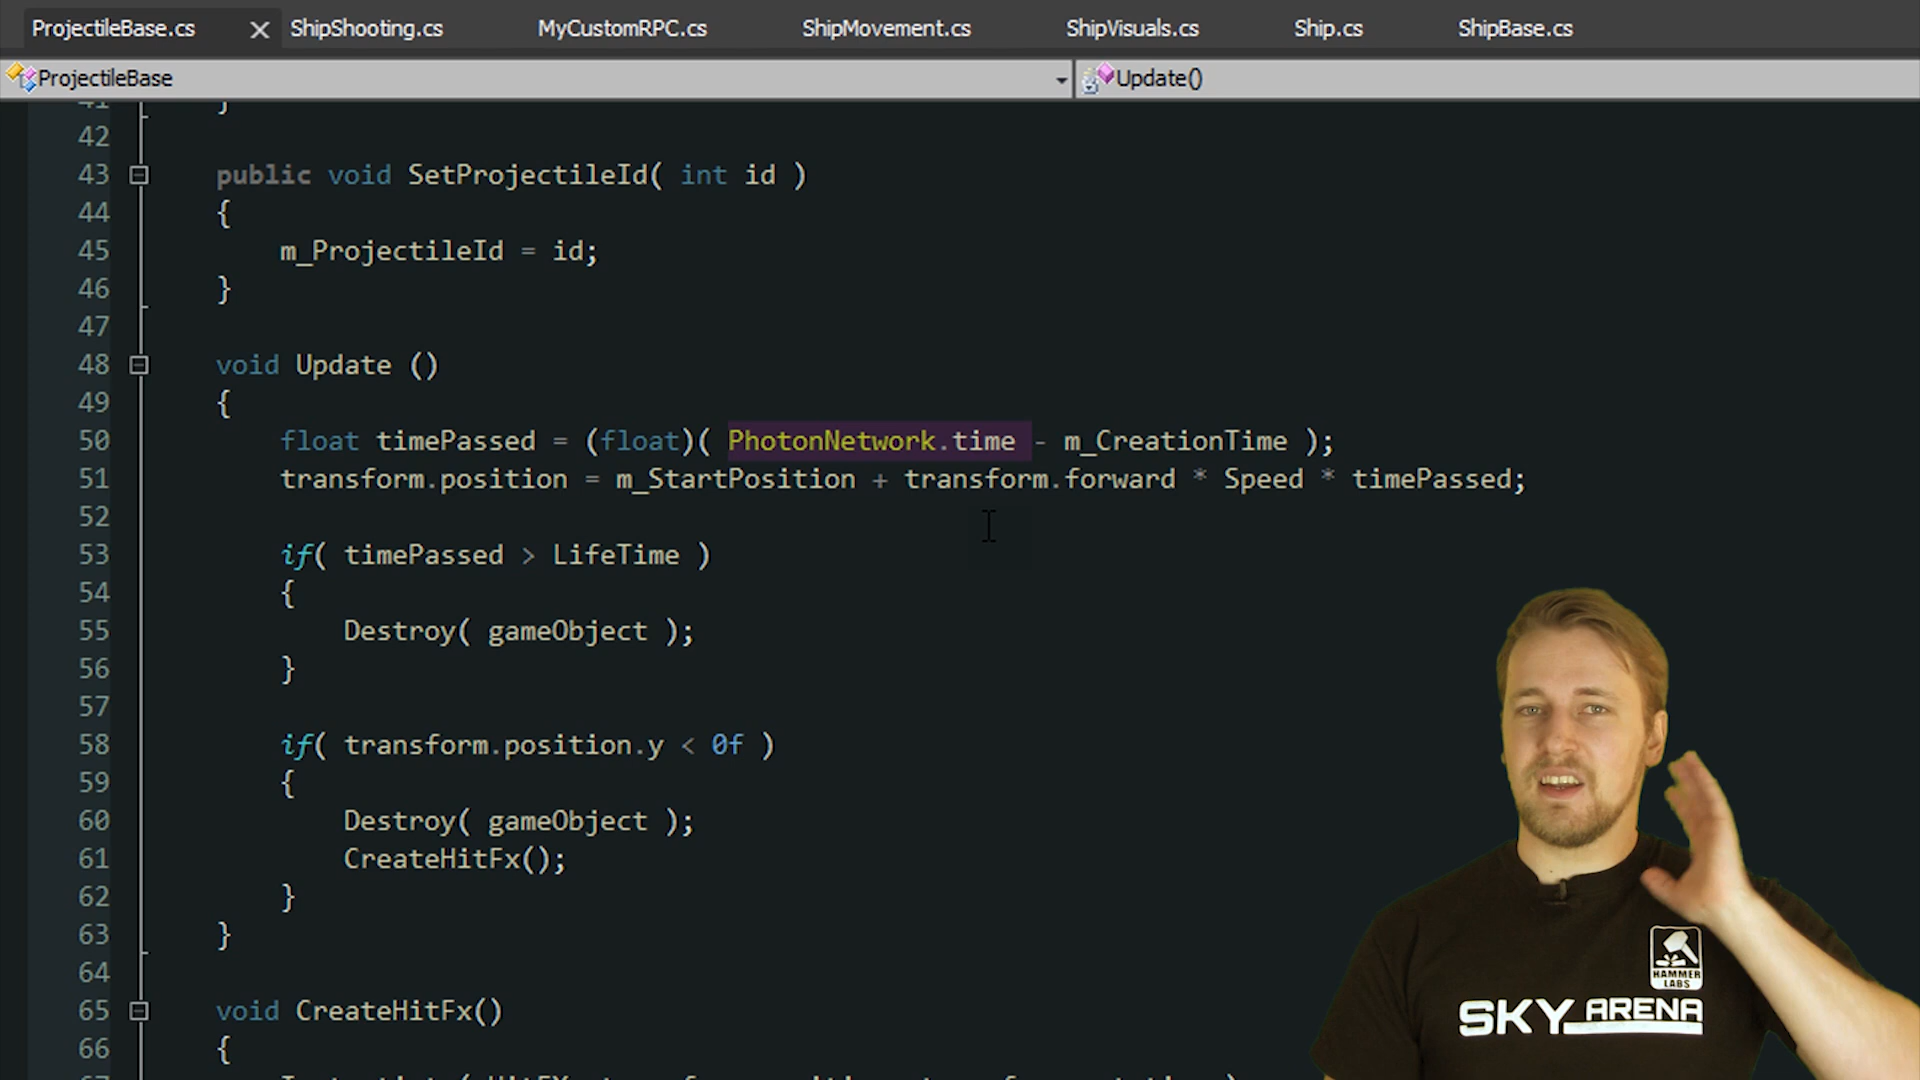 ProjectileBase.cs ShipShooting.cs MyCustomRPC.cs ShipMovement.cs ShipVisuals.cs Ship.cs ShipBase.cs
ProjectileBase Update()
41 }
42
43 public void SetProjectileId( int id )
44 {
45 m_ProjectileId = id;
46 }
47
48 void Update ()
49 {
50 float timePassed = (float)( PhotonNetwork.time - m_CreationTime );
51 transform.position = m_StartPosition + transform.forward * Speed * timePassed;
52
53 if( timePassed > LifeTime )
54 {
55 Destroy( gameObject );
56 }
57
58 if( transform.position.y < 0f )
59 {
60 Destroy( gameObject );
61 CreateHitFx();
62 }
63 }
64
65 void CreateHitFx()
66 {
HAMMER
LABS
SKY ARENA